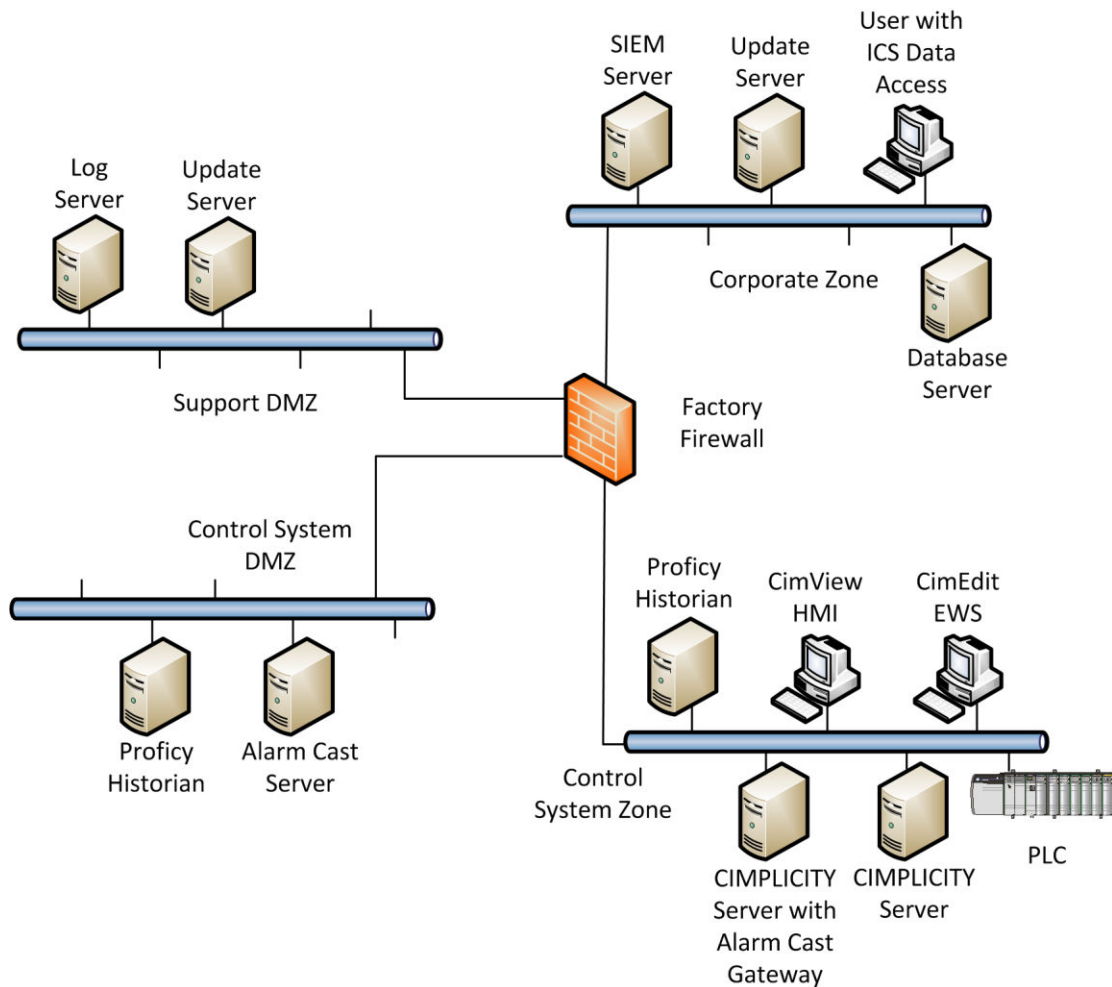 SIEM
Server
Update
Server
User with
ICS Data
Access
Log
Server
Update
Server
Corporate Zone
Database
Server
Support DMZ
Factory
Firewall
Control System
DMZ
Proficy
Historian
CimView
HMI
CimEdit
EWS
Proficy
Historian
Alarm Cast
Server
Control
System Zone
PLC
CIMPLICITY
Server with
Alarm Cast
Gateway
CIMPLICITY
Server